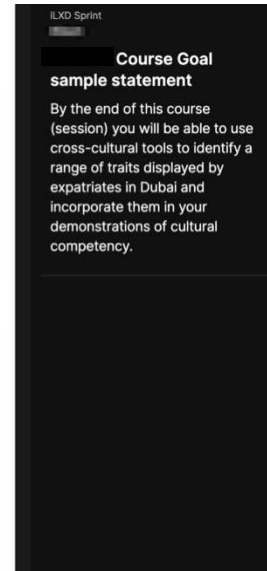 iLXD Sprint
Course Goal
sample statement
By the end of this course
(session) you will be able to use
cross-cultural tools to identify a
range of traits displayed by
expatriates in Dubai and
incorporate them in your
demonstrations of cultural
competency.